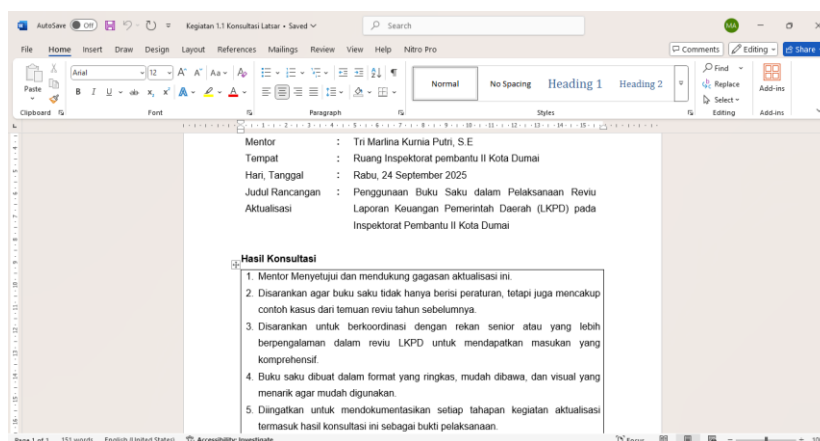 AutoSave Off Kegiatan 1.1 Konsultasi Latsar • Saved Search MA
File Home Insert Draw Design Layout References Mailings Review View Help Nitro Pro Comments Editing Share
Paste Arial 12 Normal No Spacing Heading 1 Heading 2 Find Replace Select Add-ins
Clipboard Font Paragraph Styles Editing Add-ins
Mentor : Tri Marlina Kurnia Putri, S.E
Tempat : Ruang Inspektorat pembantu II Kota Dumai
Hari, Tanggal : Rabu, 24 September 2025
Judul Rancangan : Penggunaan Buku Saku dalam Pelaksanaan Reviu
Aktualisasi Laporan Keuangan Pemerintah Daerah (LKPD) pada
Inspektorat Pembantu II Kota Dumai
Hasil Konsultasi
1. Mentor Menyetujui dan mendukung gagasan aktualisasi ini.
2. Disarankan agar buku saku tidak hanya berisi peraturan, tetapi juga mencakup
contoh kasus dari temuan reviu tahun sebelumnya.
3. Disarankan untuk berkoordinasi dengan rekan senior atau yang lebih
berpengalaman dalam reviu LKPD untuk mendapatkan masukan yang
komprehensif.
4. Buku saku dibuat dalam format yang ringkas, mudah dibawa, dan visual yang
menarik agar mudah digunakan.
5. Diingatkan untuk mendokumentasikan setiap tahapan kegiatan aktualisasi
termasuk hasil konsultasi ini sebagai bukti pelaksanaan.
Page 1 of 1 151 words English (United States) Accessibility: Investigate Focus